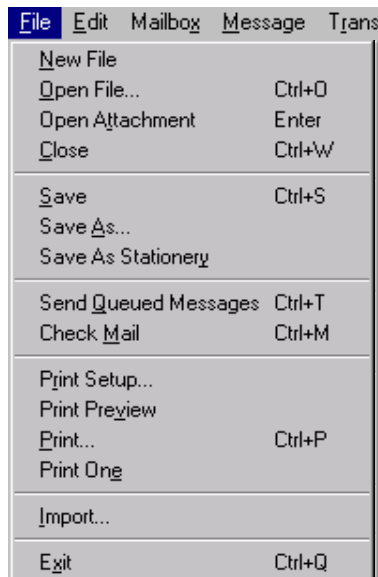 File Edit Mailbox Message Trans
New File
Open File... Ctrl+O
Open Attachment Enter
Close Ctrl+W
Save Ctrl+S
Save As...
Save As Stationery
Send Queued Messages Ctrl+T
Check Mail Ctrl+M
Print Setup...
Print Preview
Print... Ctrl+P
Print One
Import...
Exit Ctrl+Q